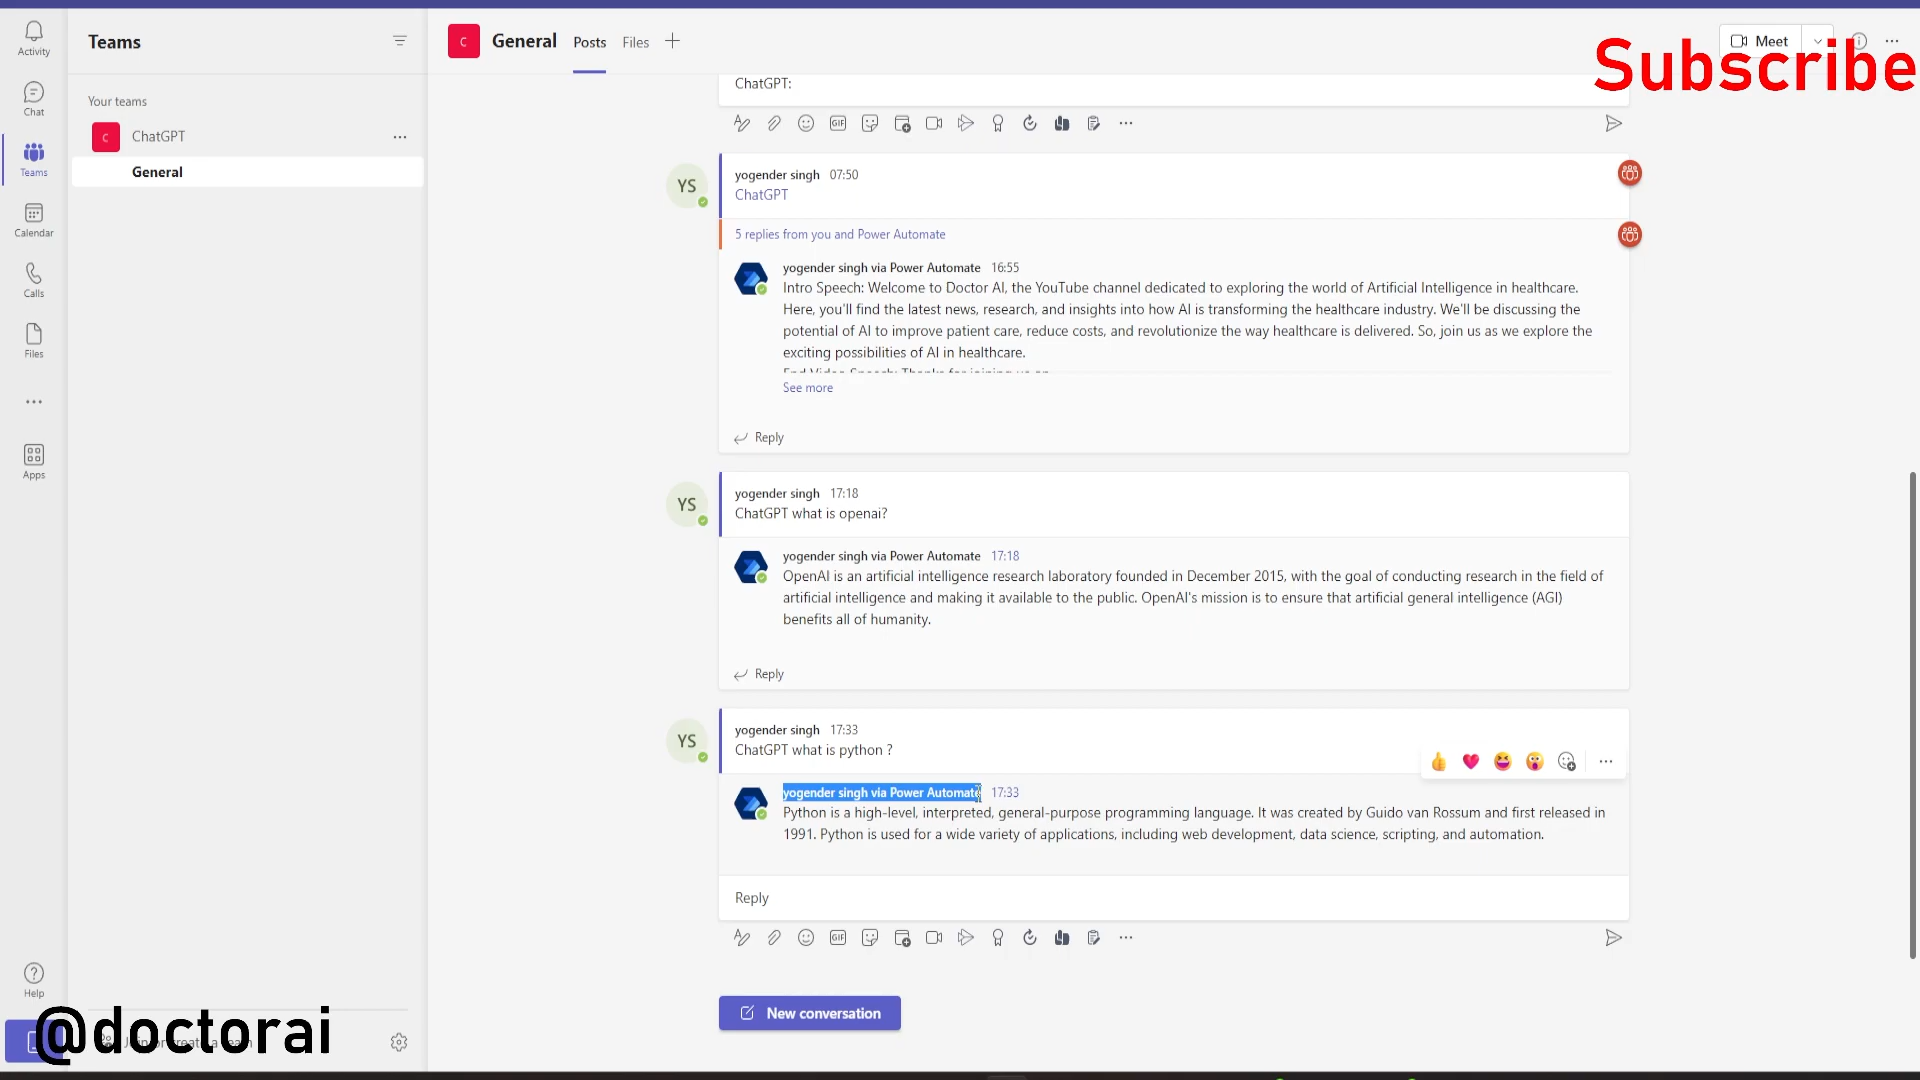 Activity
Chat
Teams
Calendar
Calls
Files
Apps
Help
Teams
Your teams
C
ChatGPT
General
@doctorai
C
General
Posts
Files
Meet
Subscribe
ChatGPT:
GIF
YS
yogender singh 07:50
ChatGPT
5 replies from you and Power Automate
yogender singh via Power Automate 16:55
Intro Speech: Welcome to Doctor AI, the YouTube channel dedicated to exploring the world of Artificial Intelligence in healthcare.
Here, you'll find the latest news, research, and insights into how AI is transforming the healthcare industry. We'll be discussing the
potential of AI to improve patient care, reduce costs, and revolutionize the way healthcare is delivered. So, join us as we explore the
exciting possibilities of AI in healthcare.
See more
Reply
YS
yogender singh 17:18
ChatGPT what is openai?
yogender singh via Power Automate 17:18
OpenAI is an artificial intelligence research laboratory founded in December 2015, with the goal of conducting research in the field of
artificial intelligence and making it available to the public. OpenAI's mission is to ensure that artificial general intelligence (AGI)
benefits all of humanity.
Reply
YS
yogender singh 17:33
ChatGPT what is python ?
yogender singh via Power Automate 17:33
Python is a high-level, interpreted, general-purpose programming language. It was created by Guido van Rossum and first released in
1991. Python is used for a wide variety of applications, including web development, data science, scripting, and automation.
Reply
GIF
New conversation